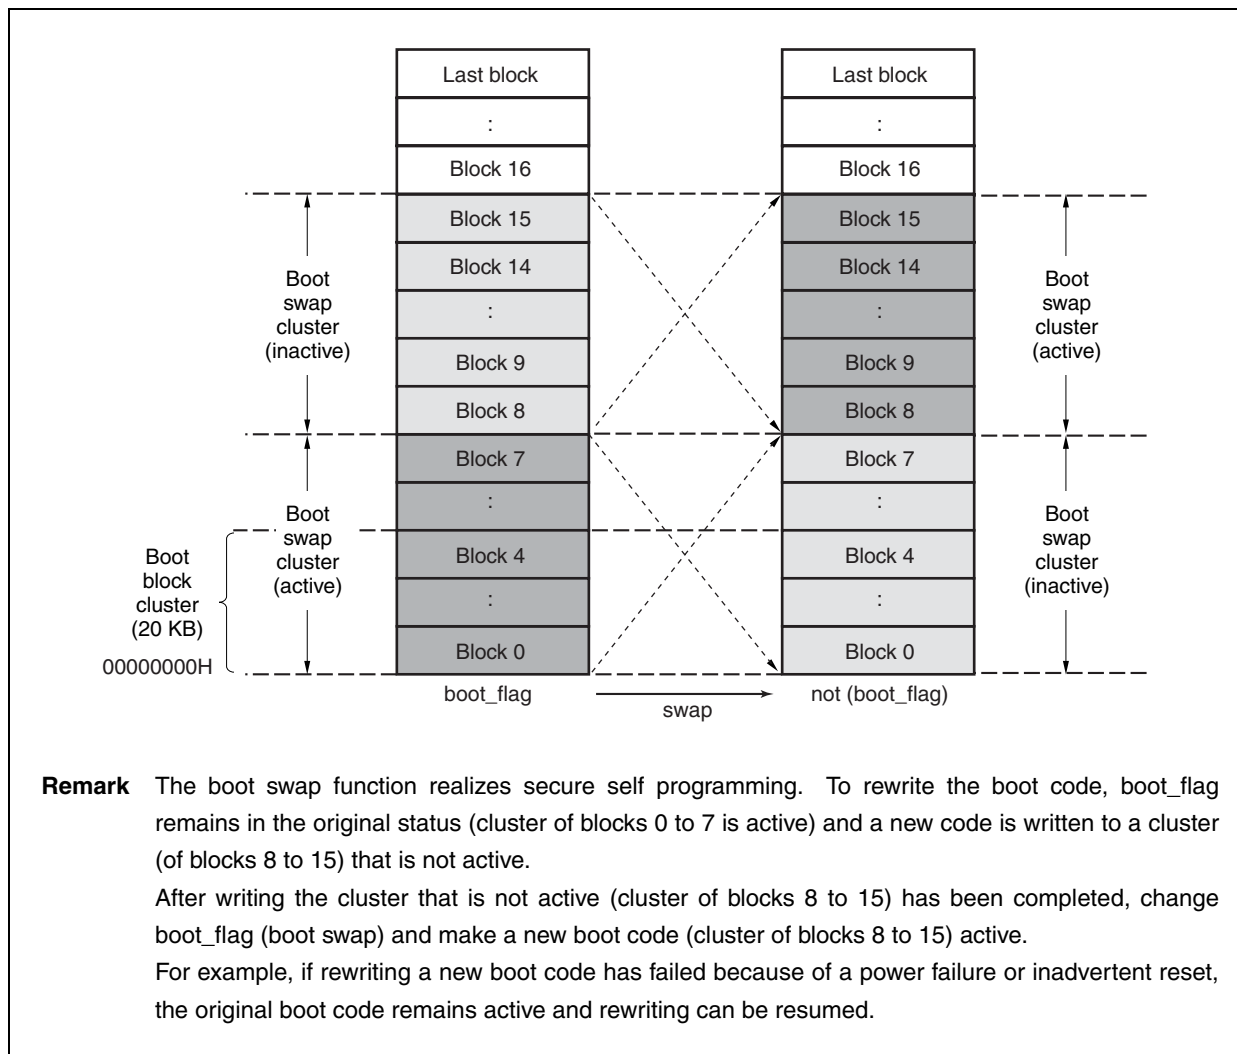 Last block
:
Block 16
Block 15
Block 14
:
Block 9
Block 8
Block 7
:
Block 4
:
Block 0
boot_flag
Boot
swap
cluster
(inactive)
Boot
swap
cluster
(active)
Boot
block
cluster
(20 KB)
00000000H
swap
Last block
:
Block 16
Block 15
Block 14
:
Block 9
Block 8
Block 7
:
Block 4
:
Block 0
not (boot_flag)
Boot
swap
cluster
(active)
Boot
swap
cluster
(inactive)
Remark The boot swap function realizes secure self programming. To rewrite the boot code, boot_flag
remains in the original status (cluster of blocks 0 to 7 is active) and a new code is written to a cluster
(of blocks 8 to 15) that is not active.
After writing the cluster that is not active (cluster of blocks 8 to 15) has been completed, change
boot_flag (boot swap) and make a new boot code (cluster of blocks 8 to 15) active.
For example, if rewriting a new boot code has failed because of a power failure or inadvertent reset,
the original boot code remains active and rewriting can be resumed.